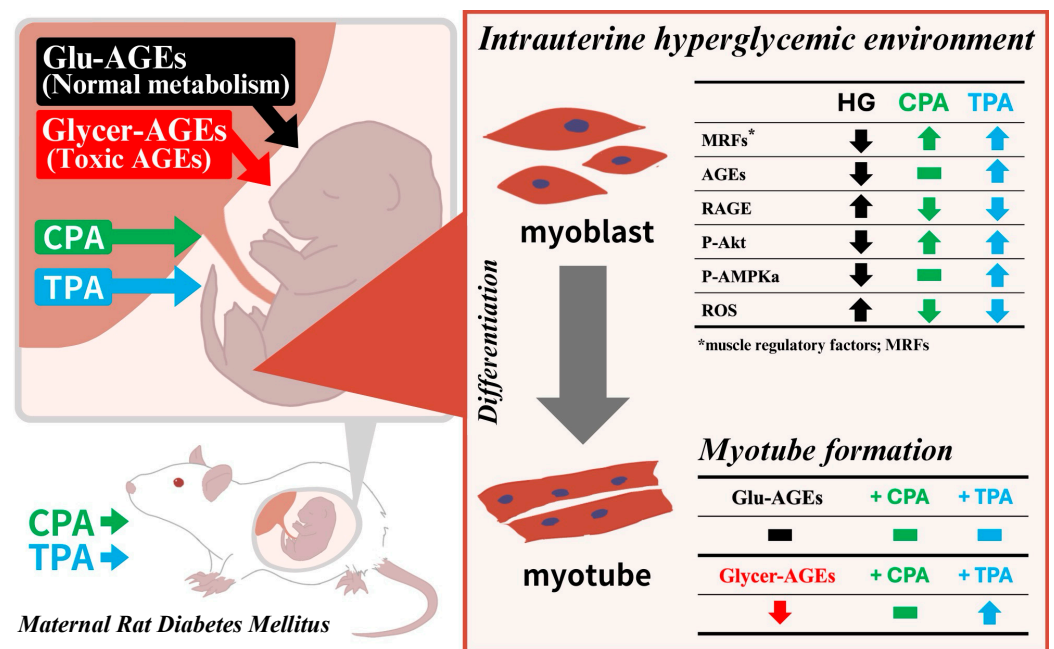 Glu-AGEs
(Normal metabolism)
Glycer-AGEs
(Toxic AGEs)
CPA
TPA
CPA
TPA
Maternal Rat Diabetes Mellitus
Intrauterine hyperglycemic environment
myoblast
Differentiation
myotube
HG CPA TPA
MRFs*
AGEs
RAGE
P-Akt
P-AMPKa
ROS
*muscle regulatory factors; MRFs
Myotube formation
Glu-AGEs + CPA + TPA
Glycer-AGEs + CPA + TPA